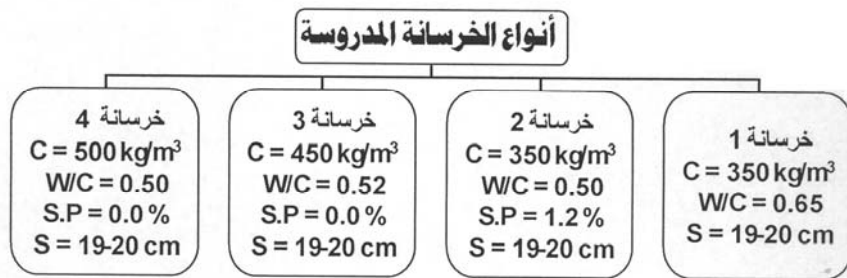 أنواع الخرسانة المدروسة
خرسانة 1
C = 350 kg/m³
W/C = 0.65
S = 19-20 cm
خرسانة 2
C = 350 kg/m³
W/C = 0.50
S.P = 1.2 %
S = 19-20 cm
خرسانة 3
C = 450 kg/m³
W/C = 0.52
S.P = 0.0 %
S = 19-20 cm
خرسانة 4
C = 500 kg/m³
W/C = 0.50
S.P = 0.0 %
S = 19-20 cm